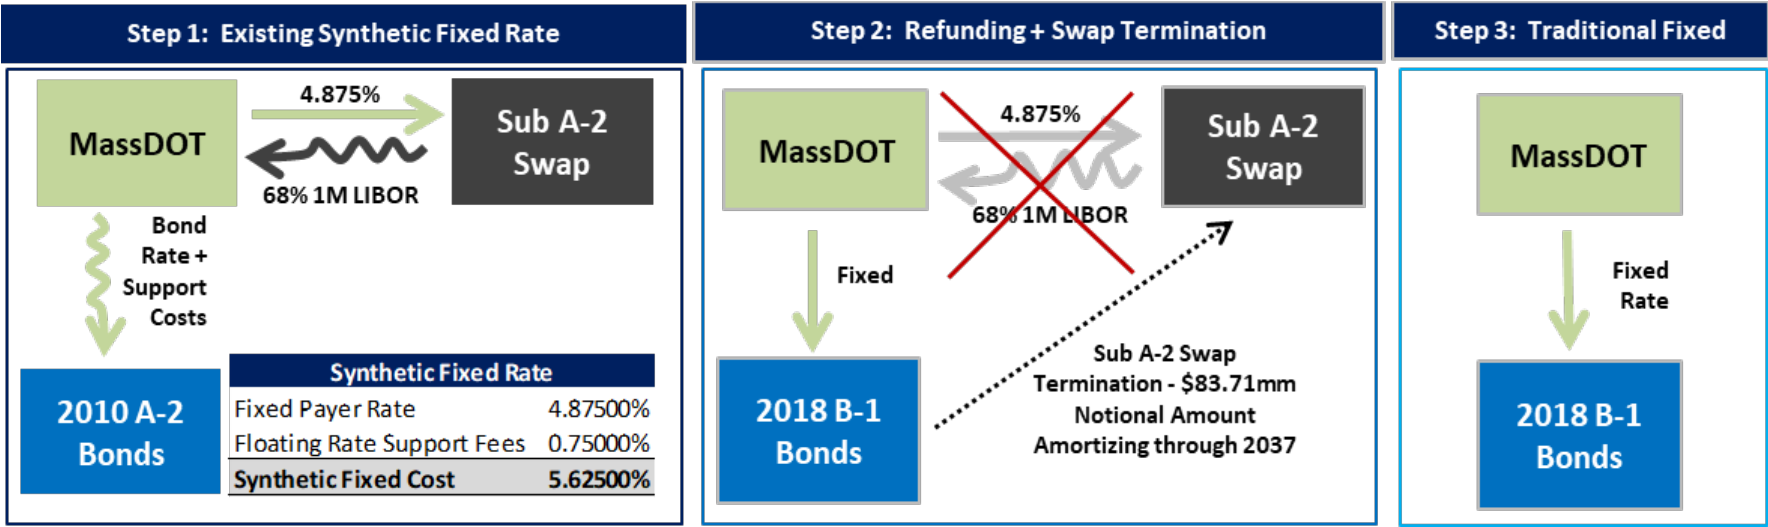 Step 1: Existing Synthetic Fixed Rate
MassDOT
4.875%
68% 1M LIBOR
Sub A-2
Swap
Bond
Rate +
Support
Costs
2010 A-2
Bonds
Synthetic Fixed Rate
Fixed Payer Rate 4.87500%
Floating Rate Support Fees 0.75000%
Synthetic Fixed Cost 5.62500%
Step 2: Refunding + Swap Termination
MassDOT
4.875%
68% 1M LIBOR
Sub A-2
Swap
Fixed
2018 B-1
Bonds
Sub A-2 Swap
Termination - $83.71mm
Notional Amount
Amortizing through 2037
Step 3: Traditional Fixed
MassDOT
Fixed
Rate
2018 B-1
Bonds